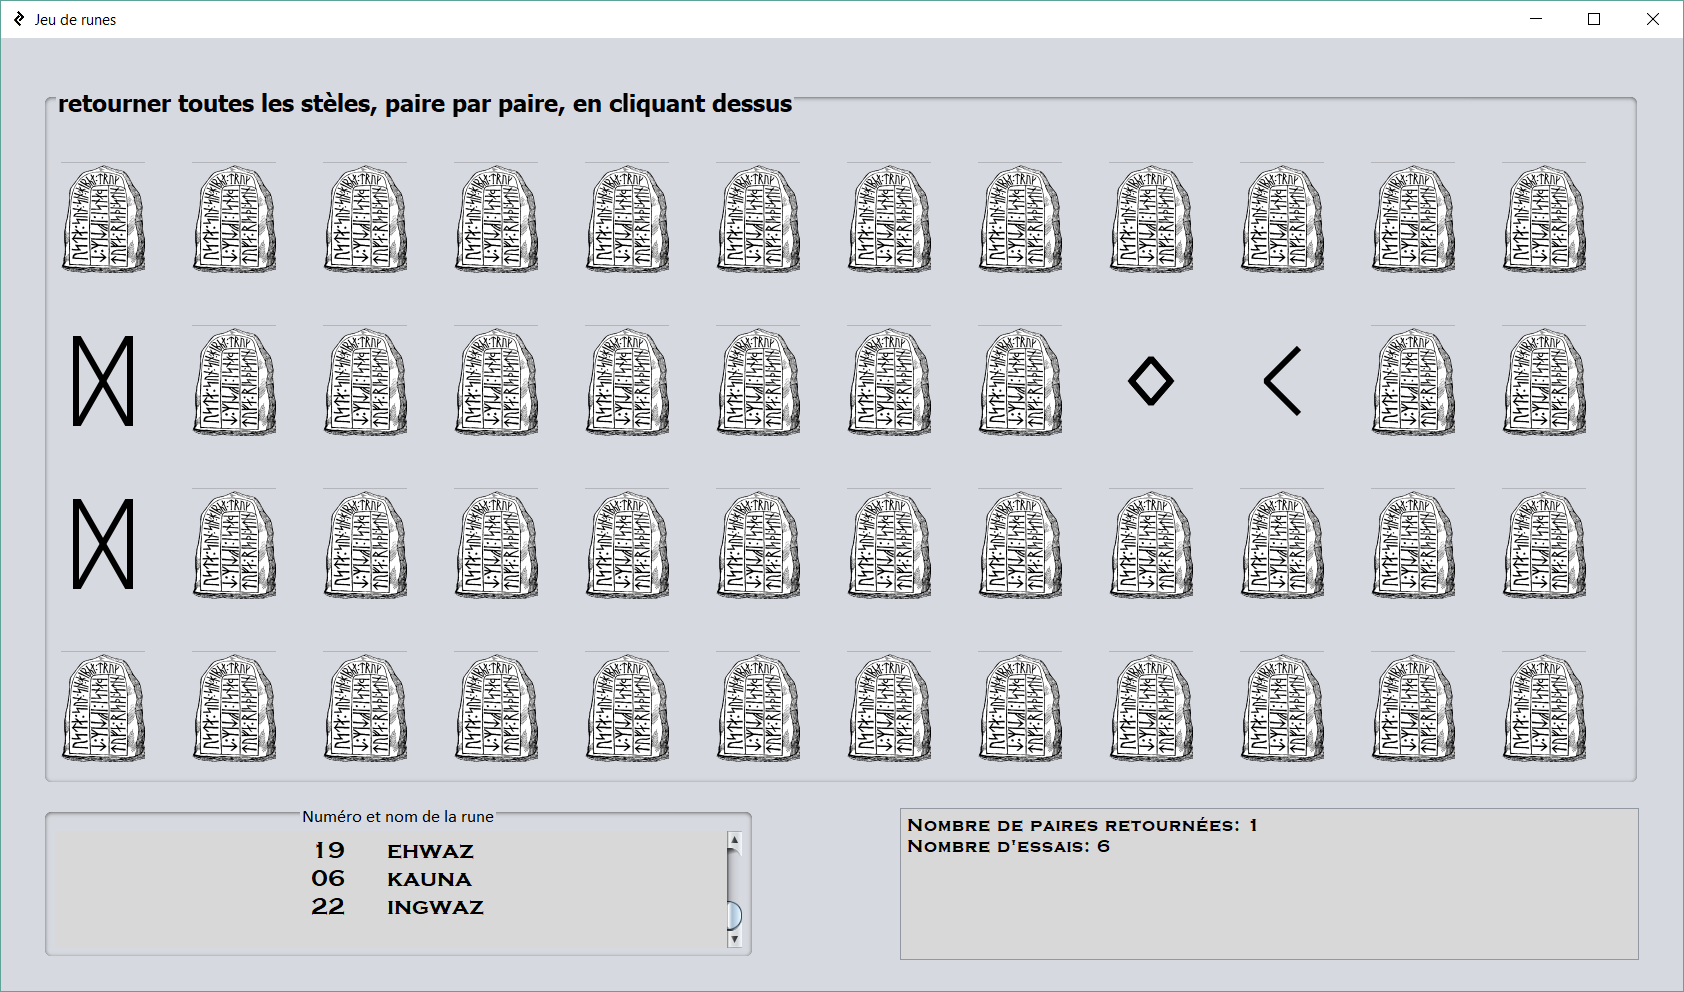 Jeu de runes
retourner toutes les stèles, paire par paire, en cliquant dessus
ᛞ ᛜ ᚲ
ᛞ
Numéro et nom de la rune
19 EHWAZ
06 KAUNA
22 INGWAZ
Nombre de paires retournées: 1
Nombre d'essais: 6